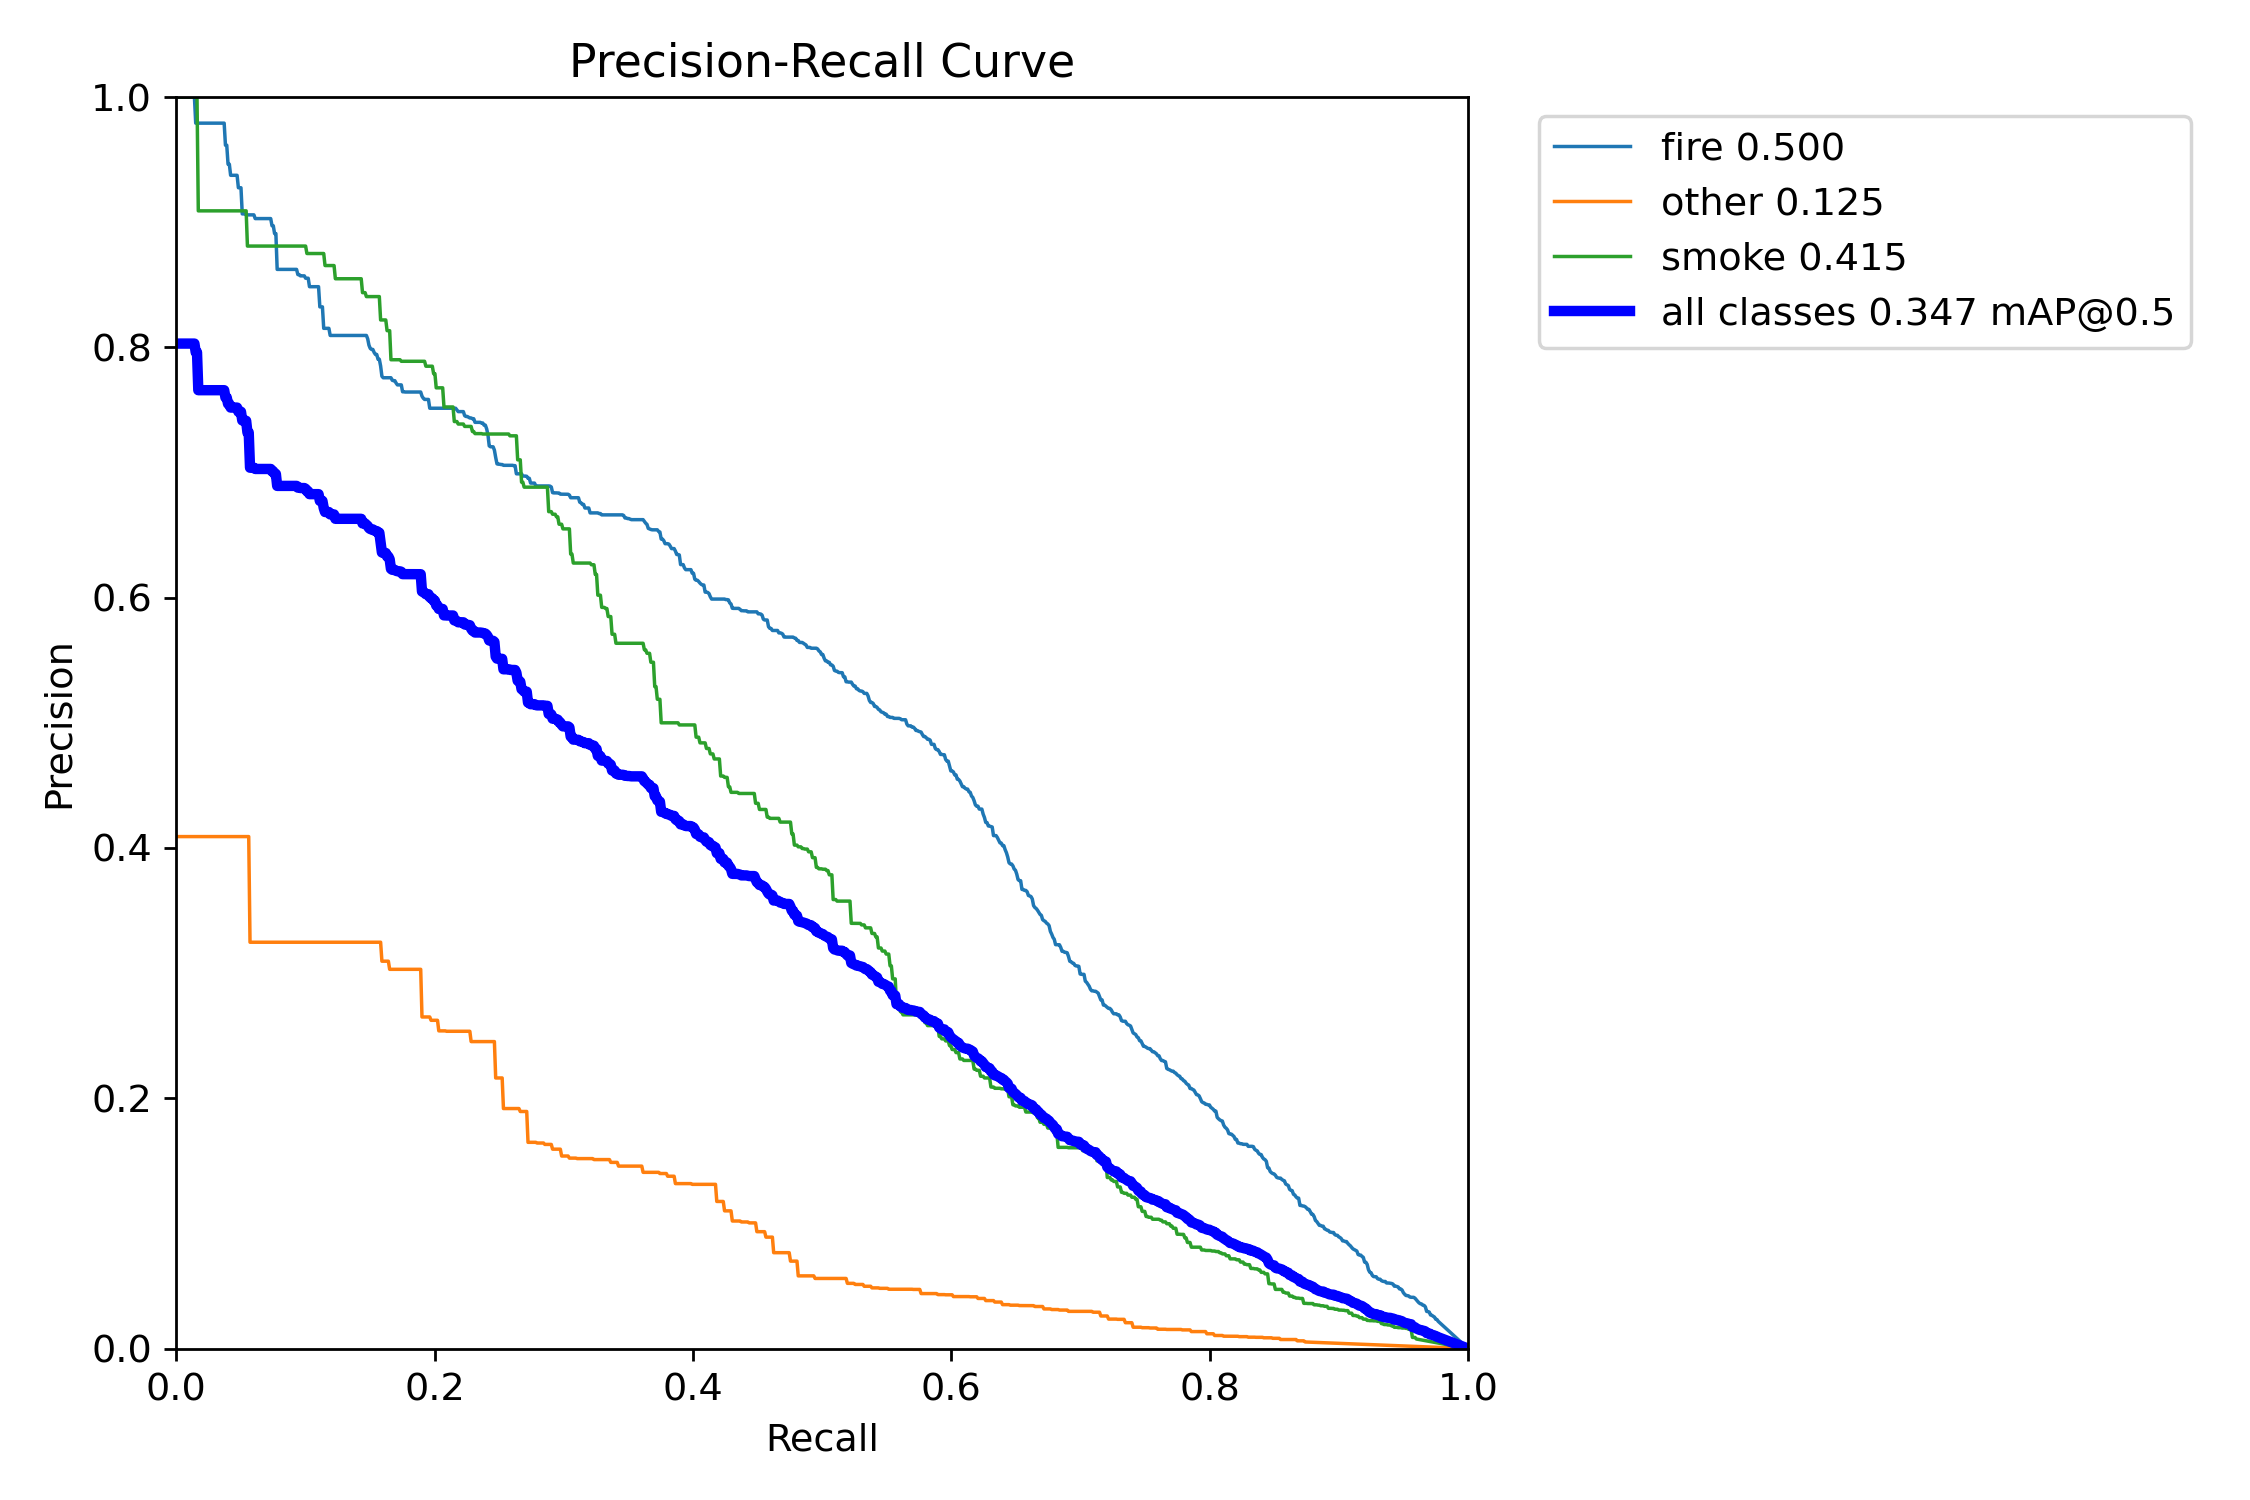 Precision-Recall Curve
1.0
0.8
0.6
0.4
0.2
0.0
Precision
0.0 0.2 0.4 0.6 0.8 1.0
Recall
fire 0.500
other 0.125
smoke 0.415
all classes 0.347 mAP@0.5